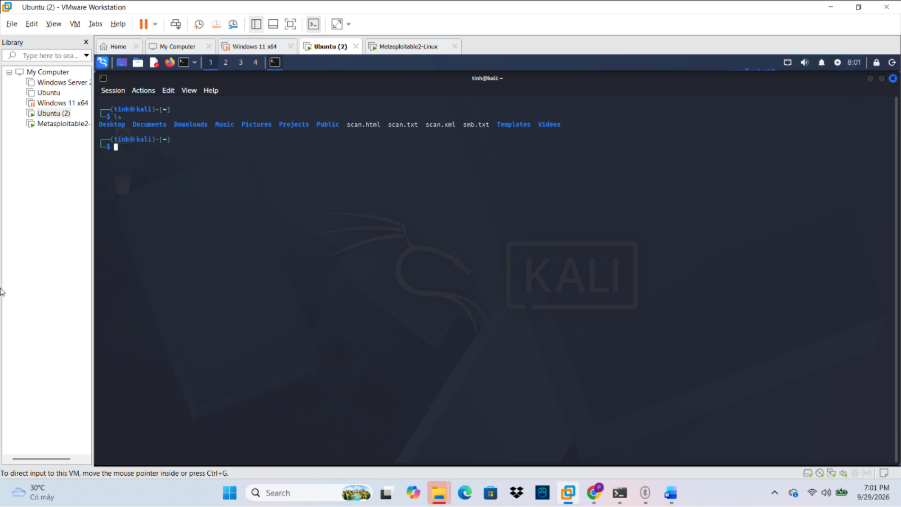 Ubuntu (2) - VMware Workstation
File Edit View VM Tabs Help
Library
Type here to sea...
My Computer
Windows Server 2
Ubuntu
Windows 11 x64
Ubuntu (2)
Metasploitable2-
Home My Computer Windows 11 x64 Ubuntu (2) Metasploitable2-Linux
1 2 3 4 8:01
tinh@kali: ~
Session Actions Edit View Help
┌──(tinh㉿kali)-[~]
└─$ ls
Desktop Documents Downloads Music Pictures Projects Public scan.html scan.txt scan.xml smb.txt Templates Videos
┌──(tinh㉿kali)-[~]
└─$
KALI
To direct input to this VM, move the mouse pointer inside or press Ctrl+G.
30°C
Có mây
Search
7:01 PM
9/29/2026